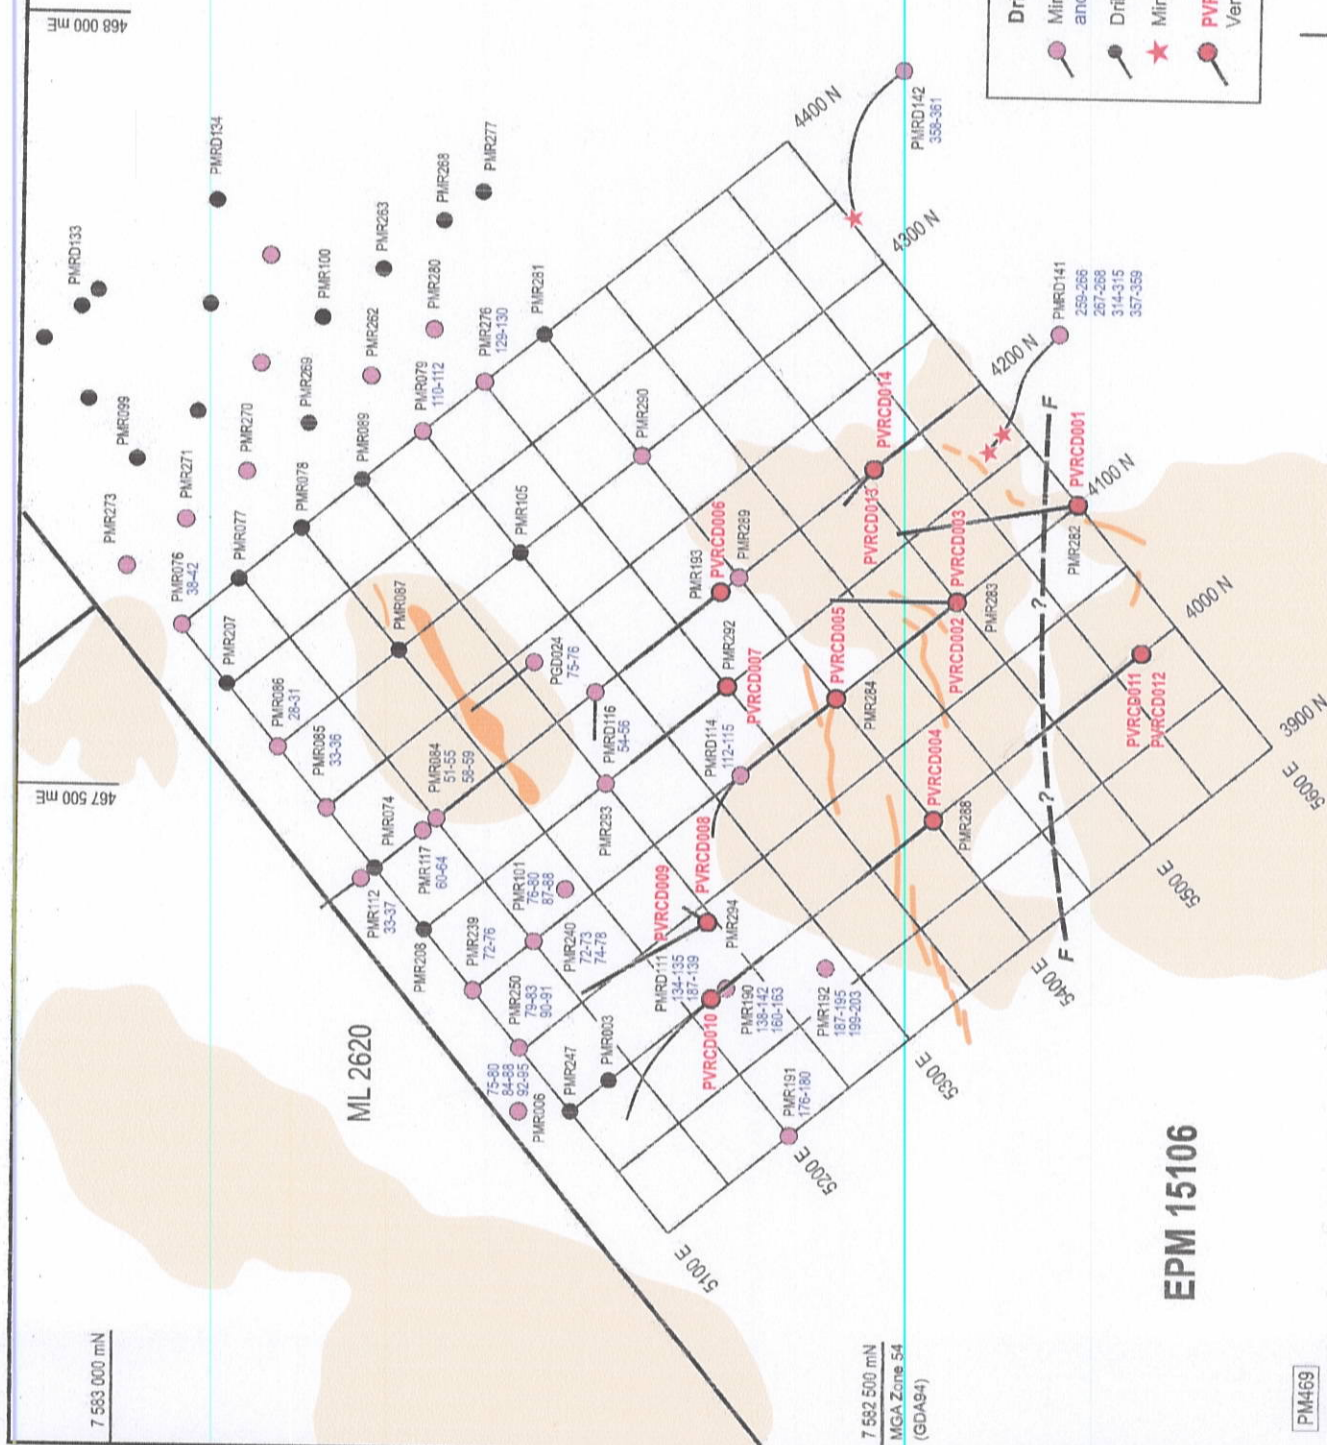 468 000 mE
467 500 mE
7 583 000 mN
7 582 500 mN
MGA Zone 54
(GDA94)
ML 2620
EPM 15106
PM469
PMRD133
PMRD134
PMR099
PMR273
PMR271
PMR270
PMR269
PMR100
PMR262
PMR263
PMR280
PMR268
PMR277
PMR076
38-42
PMR077
PMR078
PMR089
PMR079
110-112
PMR276
129-130
PMR281
PMR207
PMR086
28-31
PMR085
33-36
PMR087
PMR105
PMR290
PMR074
PMR084
51-55
58-59
PGD024
75-76
PMR112
33-37
PMR117
60-64
PMRD116
54-56
PMR193
PVRCD006
PMR289
PMR208
PMR239
72-76
PMR101
76-80
87-88
PMR293
PMR292
PVRCD007
PMRD114
112-115
PMR250
79-83
90-91
PMR240
72-73
74-78
75-80
84-88
92-95
PMR006
PMR247
PMR003
PVRCD009
PVRCD008
PMRD111
134-135
187-139
PMR294
PVRCD010
PMR190
138-142
160-163
PMR192
187-195
199-203
PMR191
176-180
PVRCD005
PMR284
PVRCD004
PMR288
PVRCD002
PVRCD003
PMR283
PVRCD013
PVRCD014
PVRCD001
PMR282
PVRCD011
PVRCD012
PMRD141
259-266
267-268
314-315
357-359
PMRD142
358-361
F
?
?
F
4400 N
4300 N
4200 N
4100 N
4000 N
3900 N
5100 E
5200 E
5300 E
5400 E
5500 E
5600 E